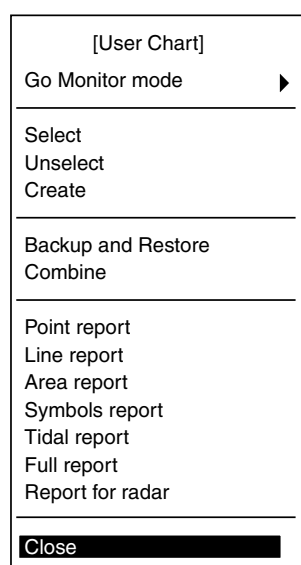 [User Chart]
Go Monitor mode
Select
Unselect
Create
Backup and Restore
Combine
Point report
Line report
Area report
Symbols report
Tidal report
Full report
Report for radar
Close